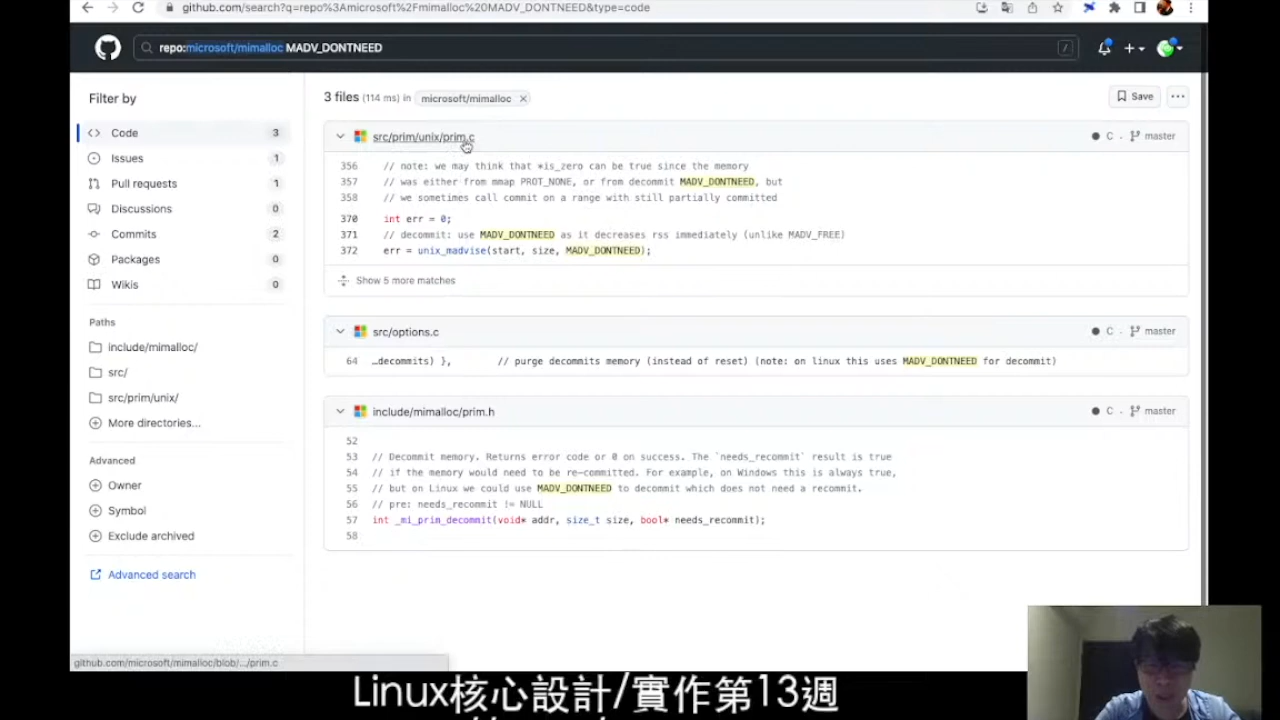 github.com/search?q=repo%3Amicrosoft%2Fmimalloc%20MADV_DONTNEED&type=code
repo:microsoft/mimalloc MADV_DONTNEED
/
Filter by
Code 3
Issues 1
Pull requests 1
Discussions 0
Commits 2
Packages 0
Wikis 0
Paths
include/mimalloc/
src/
src/prim/unix/
More directories...
Advanced
Owner
Symbol
Exclude archived
Advanced search
3 files (114 ms) in microsoft/mimalloc ×
Save
src/prim/unix/prim.c
C · master
356 // note: we may think that *is_zero can be true since the memory
357 // was either from mmap PROT_NONE, or from decommit MADV_DONTNEED, but
358 // we sometimes call commit on a range with still partially committed
370 int err = 0;
371 // decommit: use MADV_DONTNEED as it decreases rss immediately (unlike MADV_FREE)
372 err = unix_madvise(start, size, MADV_DONTNEED);
Show 5 more matches
src/options.c
C · master
64 …decommits) }, // purge decommits memory (instead of reset) (note: on linux this uses MADV_DONTNEED for decommit)
include/mimalloc/prim.h
C · master
52
53 // Decommit memory. Returns error code or 0 on success. The `needs_recommit` result is true
54 // if the memory would need to be re-committed. For example, on Windows this is always true,
55 // but on Linux we could use MADV_DONTNEED to decommit which does not need a recommit.
56 // pre: needs_recommit != NULL
57 int _mi_prim_decommit(void* addr, size_t size, bool* needs_recommit);
58
github.com/microsoft/mimalloc/blob/.../prim.c
Linux核心設計/實作第13週